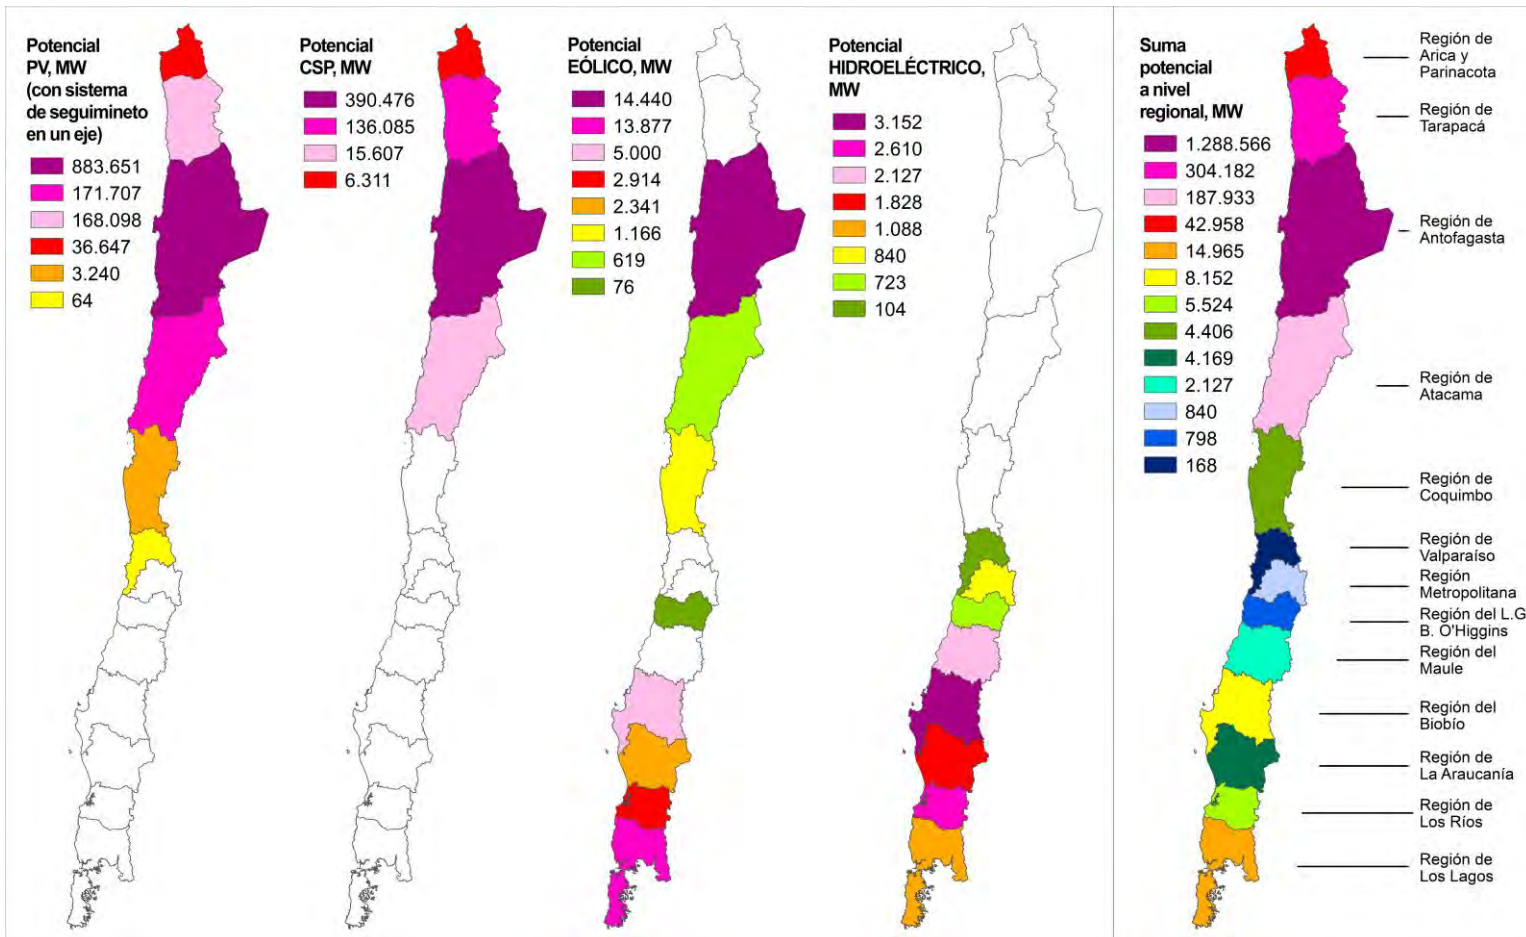 Potencial
PV, MW
(con sistema
de seguimineto
en un eje)
883.651
171.707
168.098
36.647
3.240
64
Potencial
CSP, MW
390.476
136.085
15.607
6.311
Potencial
EÓLICO, MW
14.440
13.877
5.000
2.914
2.341
1.166
619
76
Potencial
HIDROELÉCTRICO,
MW
3.152
2.610
2.127
1.828
1.088
840
723
104
Suma
potencial
a nivel
regional, MW
1.288.566
304.182
187.933
42.958
14.965
8.152
5.524
4.406
4.169
2.127
840
798
168
Región de
Arica y
Parinacota
Región de
Tarapacá
Región de
Antofagasta
Región de
Atacama
Región de
Coquimbo
Región de
Valparaíso
Región
Metropolitana
Región del L.G
B. O'Higgins
Región del
Maule
Región del
Biobío
Región de
La Araucanía
Región de
Los Ríos
Región de
Los Lagos